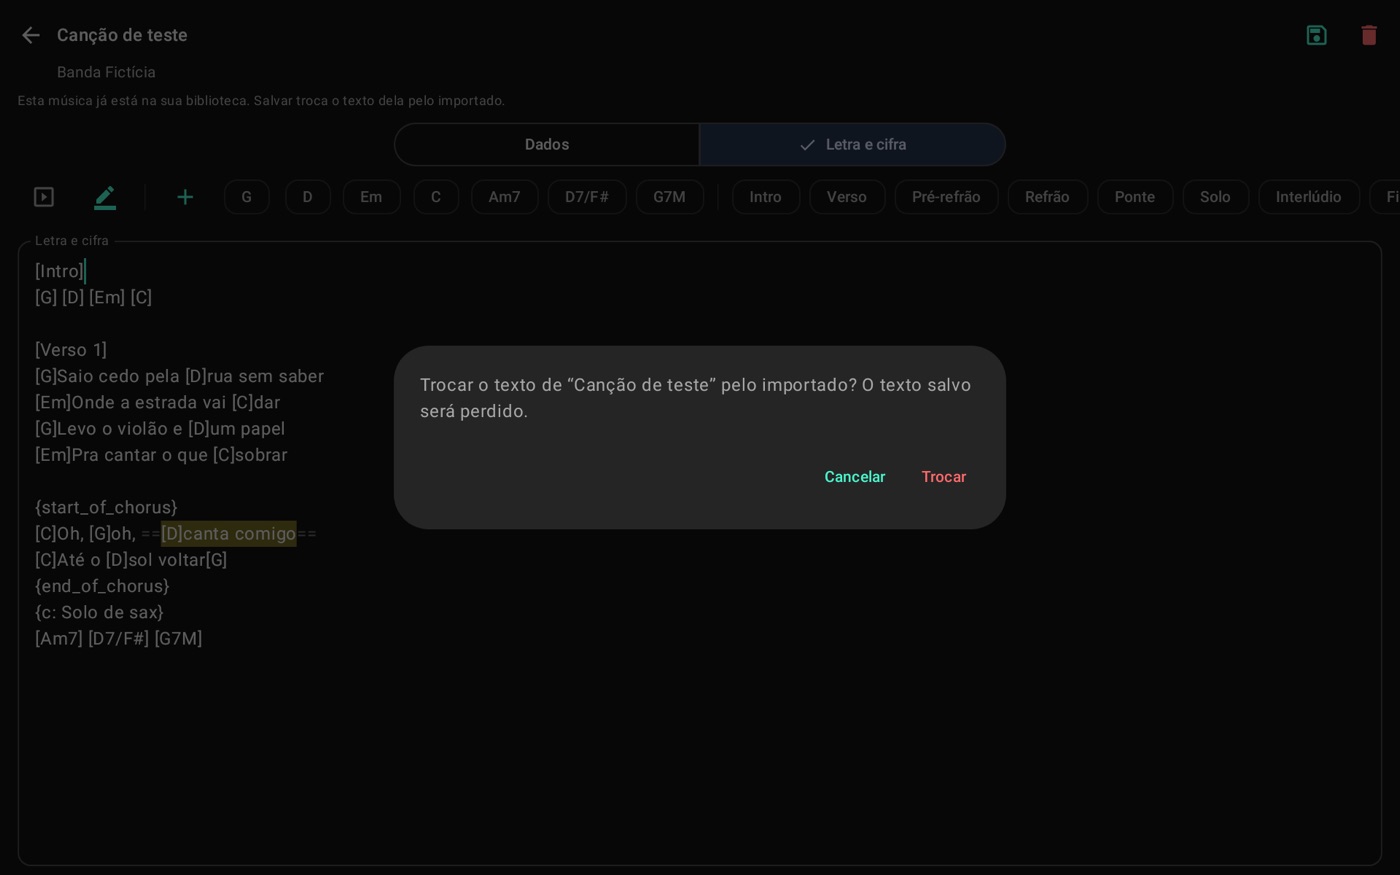 Canção de teste
Banda Fictícia
Esta música já está na sua biblioteca. Salvar troca o texto dela pelo importado.
Dados
Letra e cifra
G D Em C Am7 D7/F# G7M Intro Verso Pré-refrão Refrão Ponte Solo Interlúdio
Letra e cifra
[Intro]
[G] [D] [Em] [C]
[Verso 1]
[G]Saio cedo pela [D]rua sem saber
[Em]Onde a estrada vai [C]dar
[G]Levo o violão e [D]um papel
[Em]Pra cantar o que [C]sobrar
{start_of_chorus}
[C]Oh, [G]oh, ==[D]canta comigo==
[C]Até o [D]sol voltar[G]
{end_of_chorus}
{c: Solo de sax}
[Am7] [D7/F#] [G7M]
Trocar o texto de “Canção de teste” pelo importado? O texto salvo
será perdido.
Cancelar Trocar